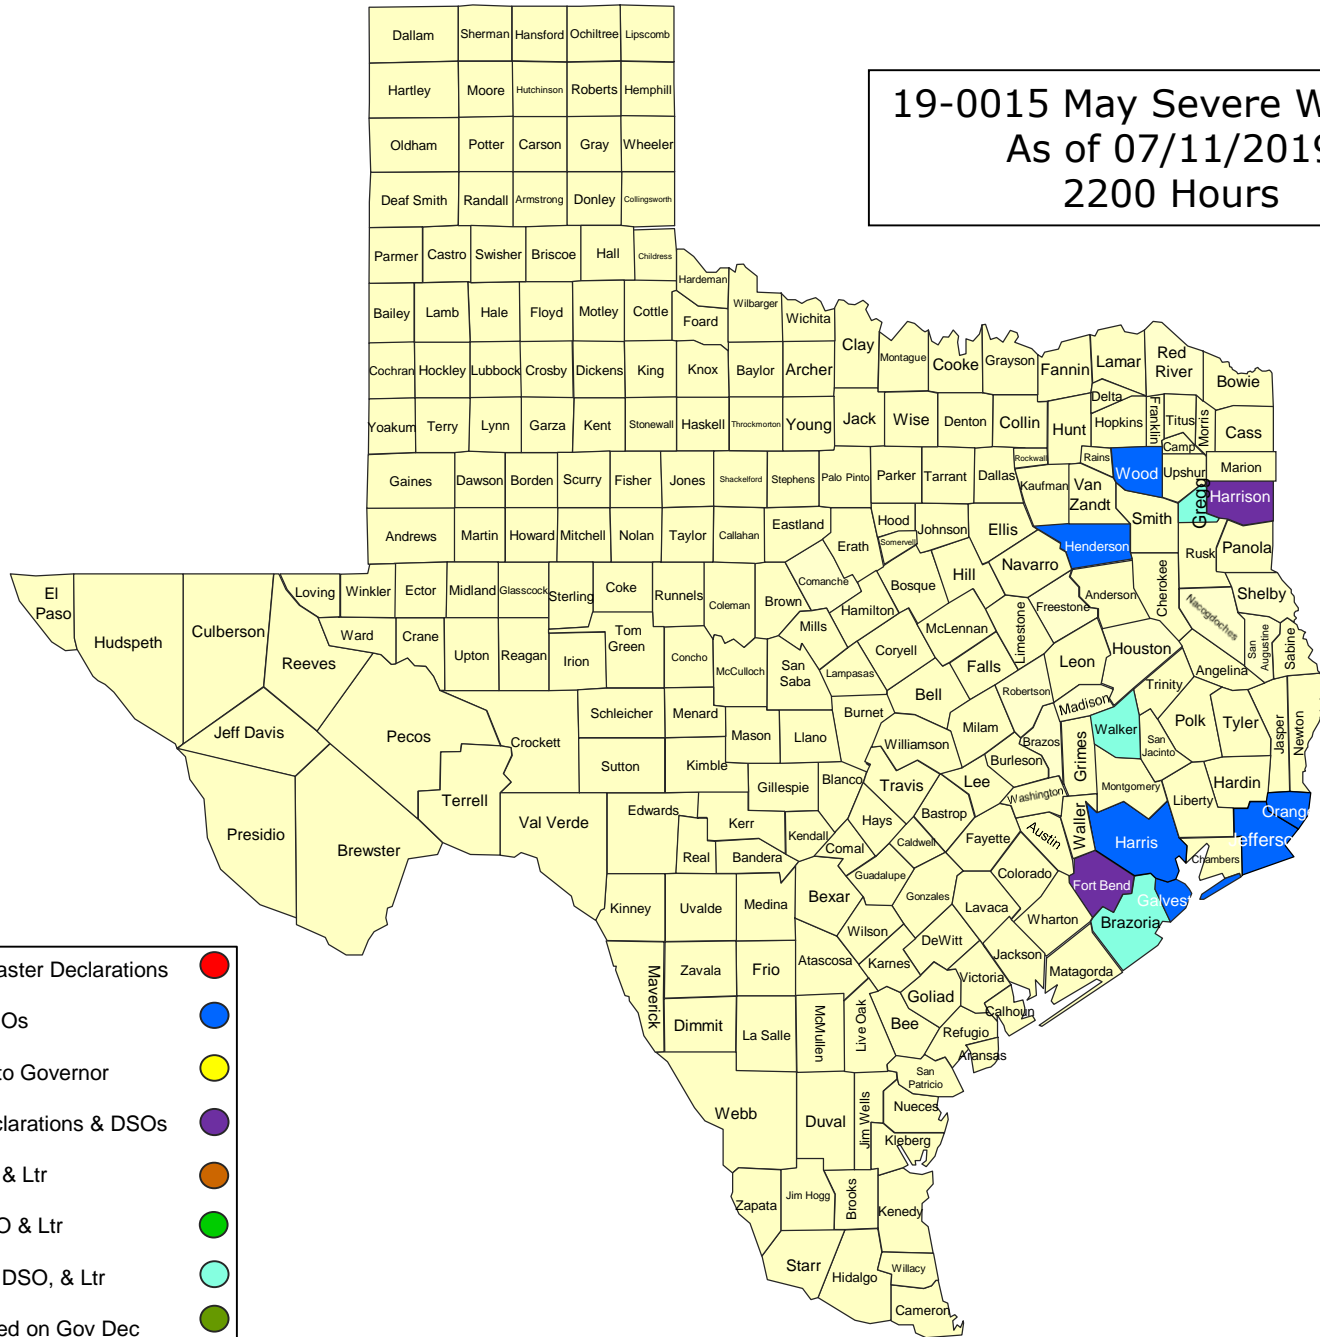 Dallam Sherman Hansford Ochiltree Lipscomb
Hartley Moore Hutchinson Roberts Hemphill
19-0015 May Severe W
As of 07/11/2019
2200 Hours
Oldham Potter Carson Gray Wheeler
Deaf Smith Randall Armstrong Donley Collingsworth
Parmer Castro Swisher Briscoe Hall Childress
Hardeman
Bailey Lamb Hale Floyd Motley Cottle Foard Wilbarger Wichita
Clay Montague Cooke Grayson Fannin Lamar Red River Bowie
Cochran Hockley Lubbock Crosby Dickens King Knox Baylor Archer
Delta
Yoakum Terry Lynn Garza Kent Stonewall Haskell Throckmorton Young Jack Wise Denton Collin Hunt Hopkins Franklin Titus Morris Cass
Camp
Rockwall Rains Wood Upshur Marion
Gaines Dawson Borden Scurry Fisher Jones Shackelford Stephens Palo Pinto Parker Tarrant Dallas Kaufman Van Zandt Gregg Harrison
Andrews Martin Howard Mitchell Nolan Taylor Callahan Eastland Erath Hood Somervell Johnson Ellis Henderson Smith Rusk Panola
El Paso Hudspeth Culberson Loving Winkler Ector Midland Glasscock Sterling Coke Runnels Coleman Brown Comanche Hamilton Bosque Hill Navarro Freestone Anderson Cherokee Nacogdoches Shelby
Reeves Ward Crane Upton Reagan Irion Tom Green Concho McCulloch San Saba Mills Lampasas Coryell McLennan Limestone Falls Leon Houston Angelina San Augustine Sabine
Jeff Davis Pecos Crockett Schleicher Menard Mason Llano Burnet Bell Milam Robertson Madison Trinity Walker San Jacinto Polk Tyler Jasper Newton
Terrell Sutton Kimble Gillespie Blanco Williamson Travis Lee Burleson Brazos Grimes Washington Montgomery Liberty Hardin Orang
Presidio Brewster Val Verde Edwards Kerr Real Bandera Kendall Comal Hays Caldwell Bastrop Fayette Austin Waller Harris Chambers Jefferso
Kinney Uvalde Medina Bexar Guadalupe Gonzales Lavaca Colorado Wharton Fort Bend Brazoria Galvest
Maverick Zavala Frio Atascosa Wilson Karnes DeWitt Jackson Matagorda
Dimmit La Salle McMullen Live Oak Bee Goliad Victoria Calhoun Refugio Aransas
Webb Duval Jim Wells San Patricio Nueces Kleberg
Zapata Jim Hogg Brooks Kenedy
Starr Hidalgo Willacy
Cameron
aster Declarations
Os
to Governor
clarations & DSOs
& Ltr
O & Ltr
DSO, & Ltr
ed on Gov Dec